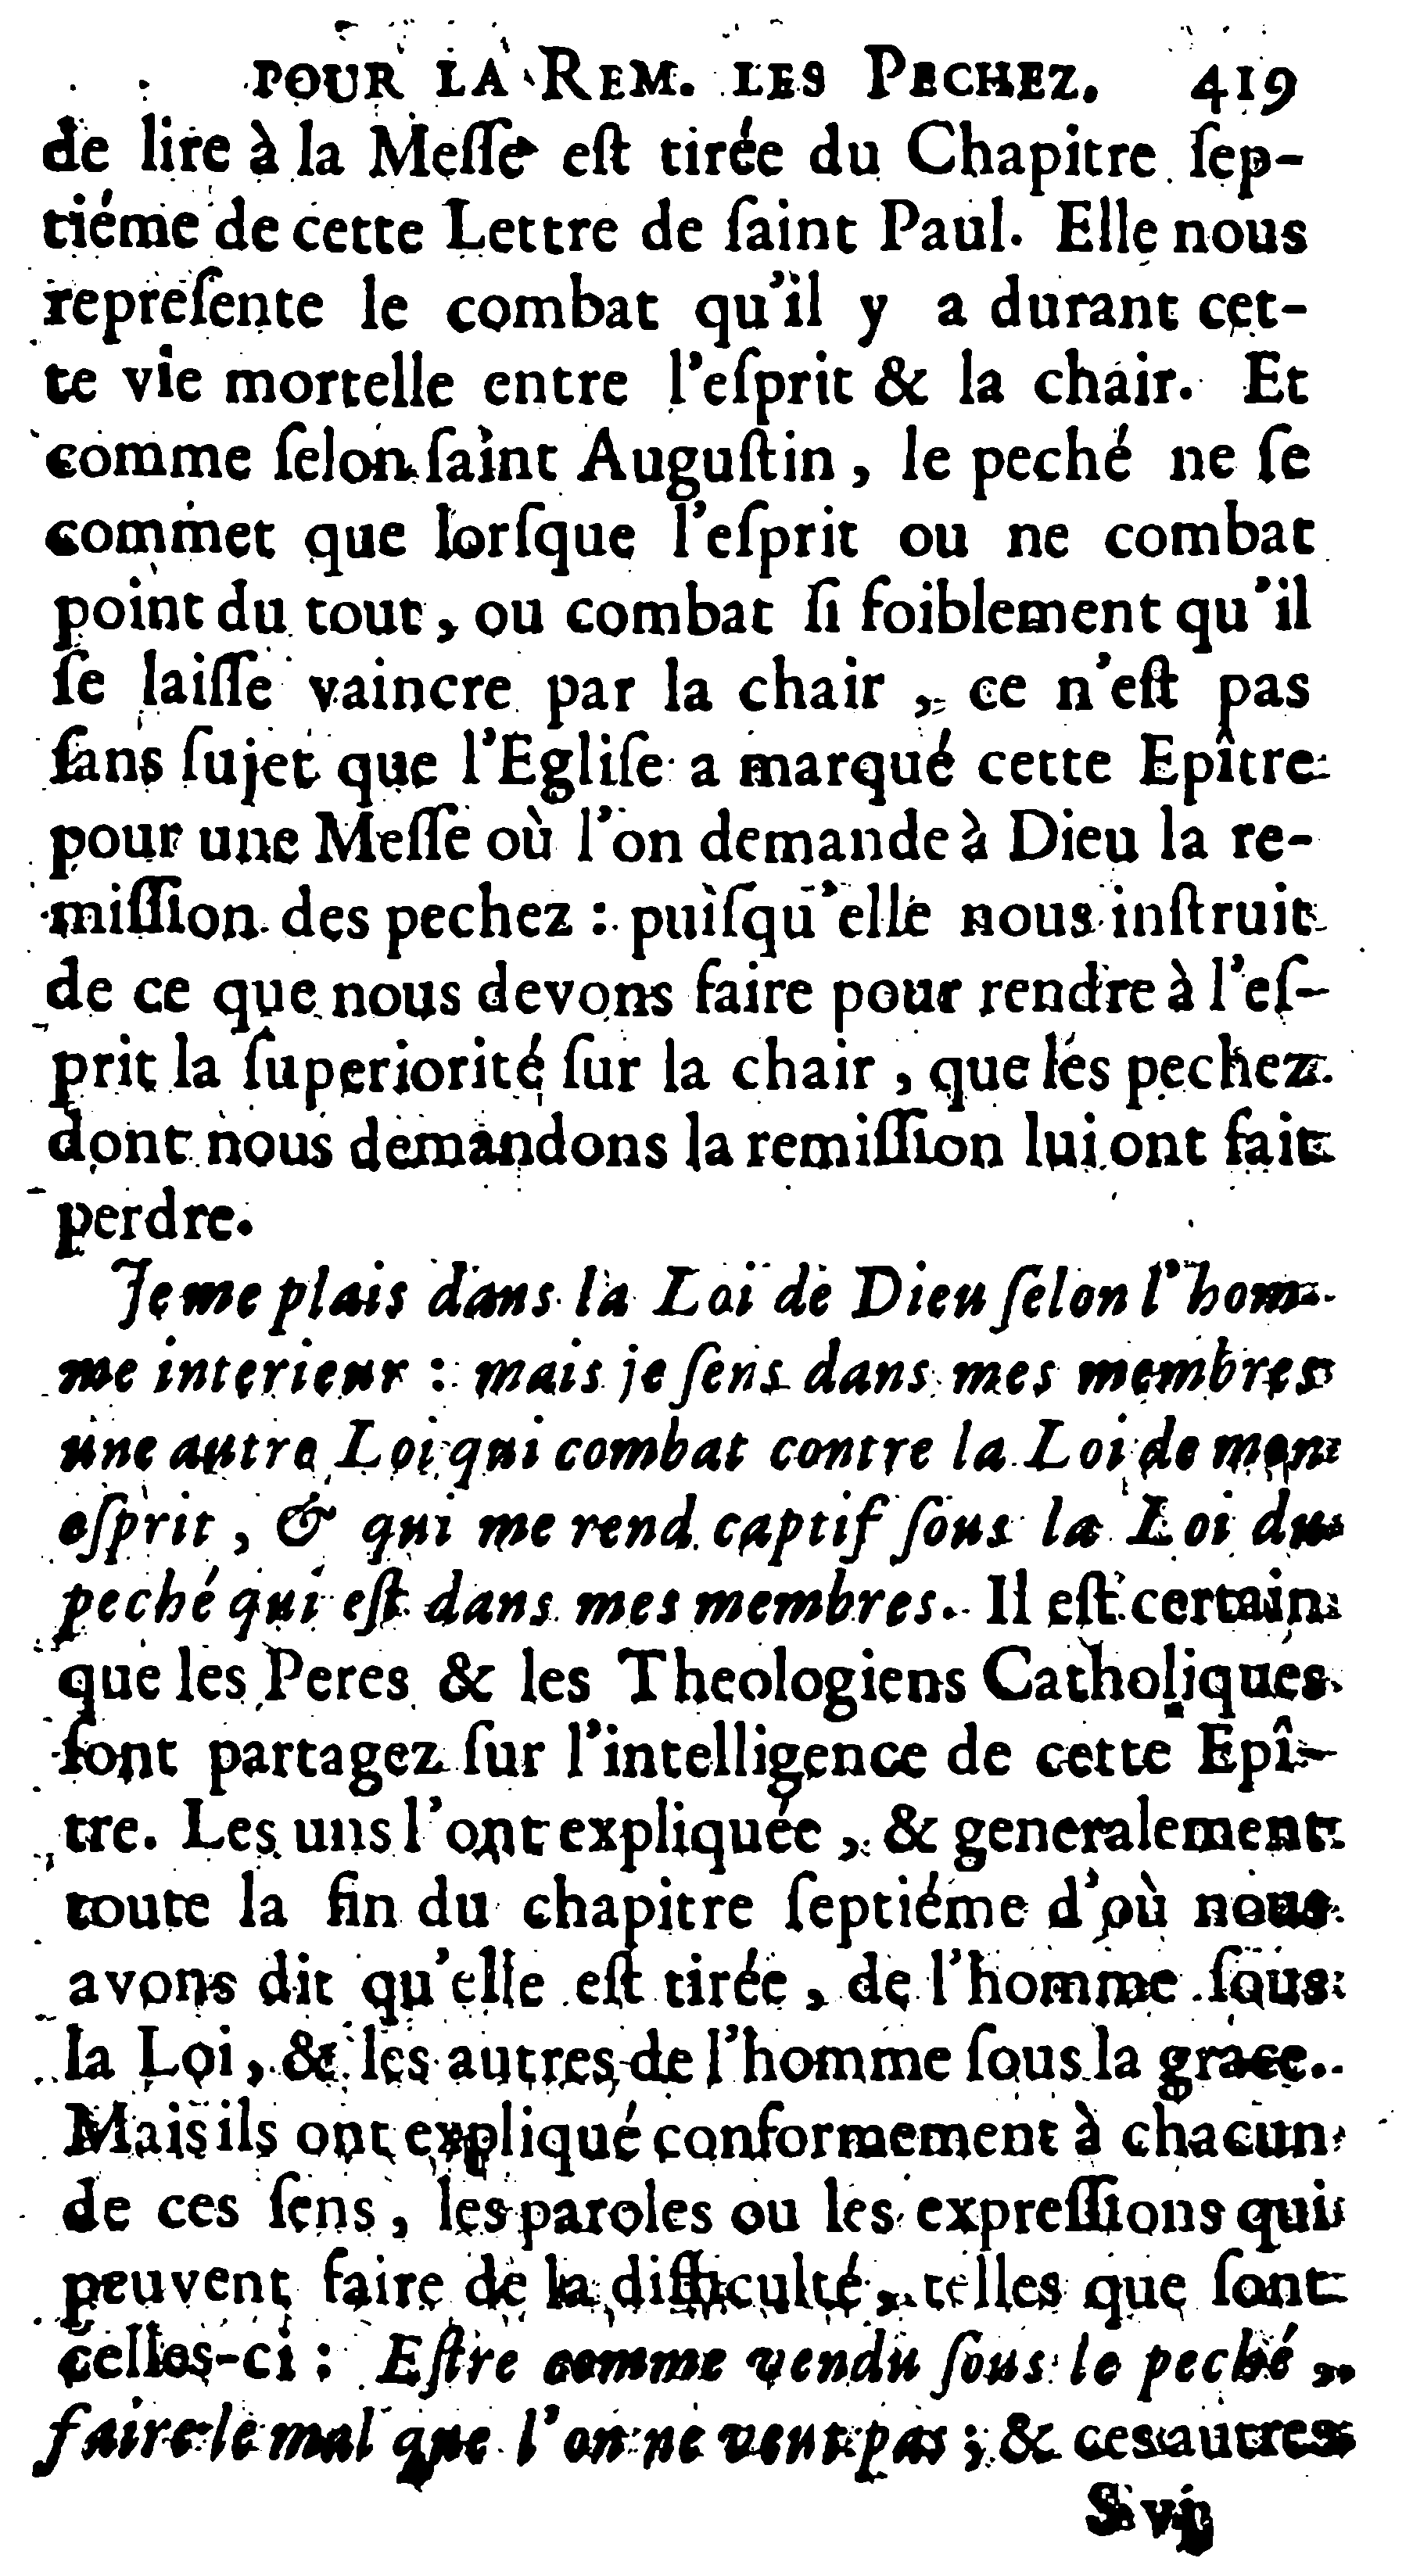 POUR LA REM. LES PECHEZ. 419
de lire à la Meſſe eſt tirée du Chapitre ſep-
tiéme de cette Lettre de ſaint Paul. Elle nous
repreſente le combat qu'il y a durant cet-
te vie mortelle entre l'eſprit & la chair. Et
comme ſelon ſaint Auguſtin, le peché ne ſe
commet que lorſque l'eſprit ou ne combat
point du tout, ou combat ſi foiblement qu'il
ſe laiſſe vaincre par la chair, ce n'eſt pas
ſans ſujet que l'Egliſe a marqué cette Epître
pour une Meſſe où l'on demande à Dieu la re-
miſſion des pechez : puiſqu'elle nous inſtruit
de ce que nous devons faire pour rendre à l'eſ-
prit la ſuperiorité ſur la chair, que les pechez
dont nous demandons la remiſſion lui ont fait
perdre.
Je me plais dans la Loi de Dieu ſelon l'hom-
me interieur : mais je ſens dans mes membres
une autre Loi qui combat contre la Loi de mon
eſprit, & qui me rend captif ſous la Loi du
peché qui eſt dans mes membres. Il eſt certain
que les Peres & les Theologiens Catholiques
ſont partagez ſur l'intelligence de cette Epî-
tre. Les uns l'ont expliquée, & generalement
toute la fin du chapitre ſeptiéme d'où nous
avons dit qu'elle eſt tirée, de l'homme ſous
la Loi, & les autres de l'homme ſous la grace.
Mais ils ont expliqué conformement à chacun
de ces ſens, les paroles ou les expreſſions qui
peuvent faire de la difficulté, telles que ſont
celles-ci : Eſtre comme vendu ſous le peché,
faire le mal que l'on ne veut pas ; & ces autres
S vij